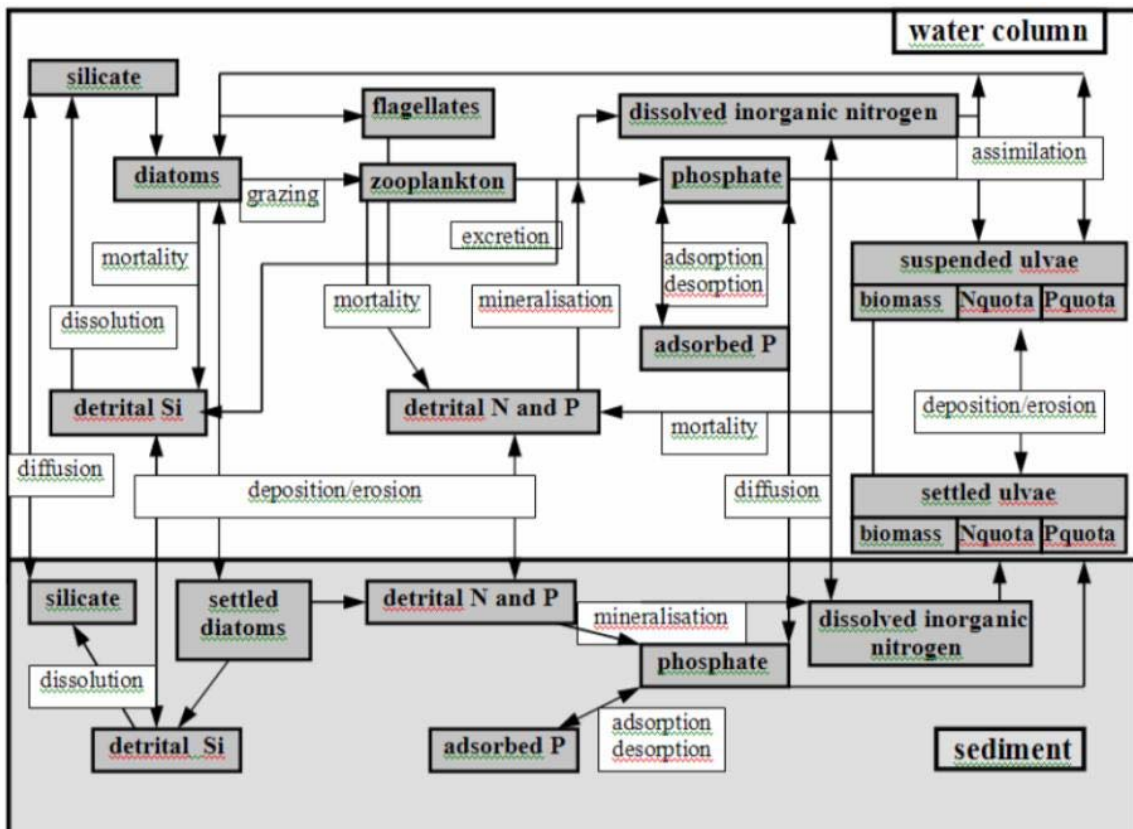 water column
silicate
flagellates
dissolved inorganic nitrogen
assimilation
diatoms
grazing
zooplankton
phosphate
excretion
mortality
adsorption
desorption
suspended ulvae
biomass Nquota Pquota
dissolution
mortality
mineralisation
adsorbed P
detrital Si
detrital N and P
mortality
deposition/erosion
diffusion
deposition/erosion
diffusion
settled ulvae
biomass Nquota Pquota
silicate
settled
diatoms
detrital N and P
mineralisation
dissolved inorganic
nitrogen
phosphate
dissolution
detrital Si
adsorbed P
adsorption
desorption
sediment